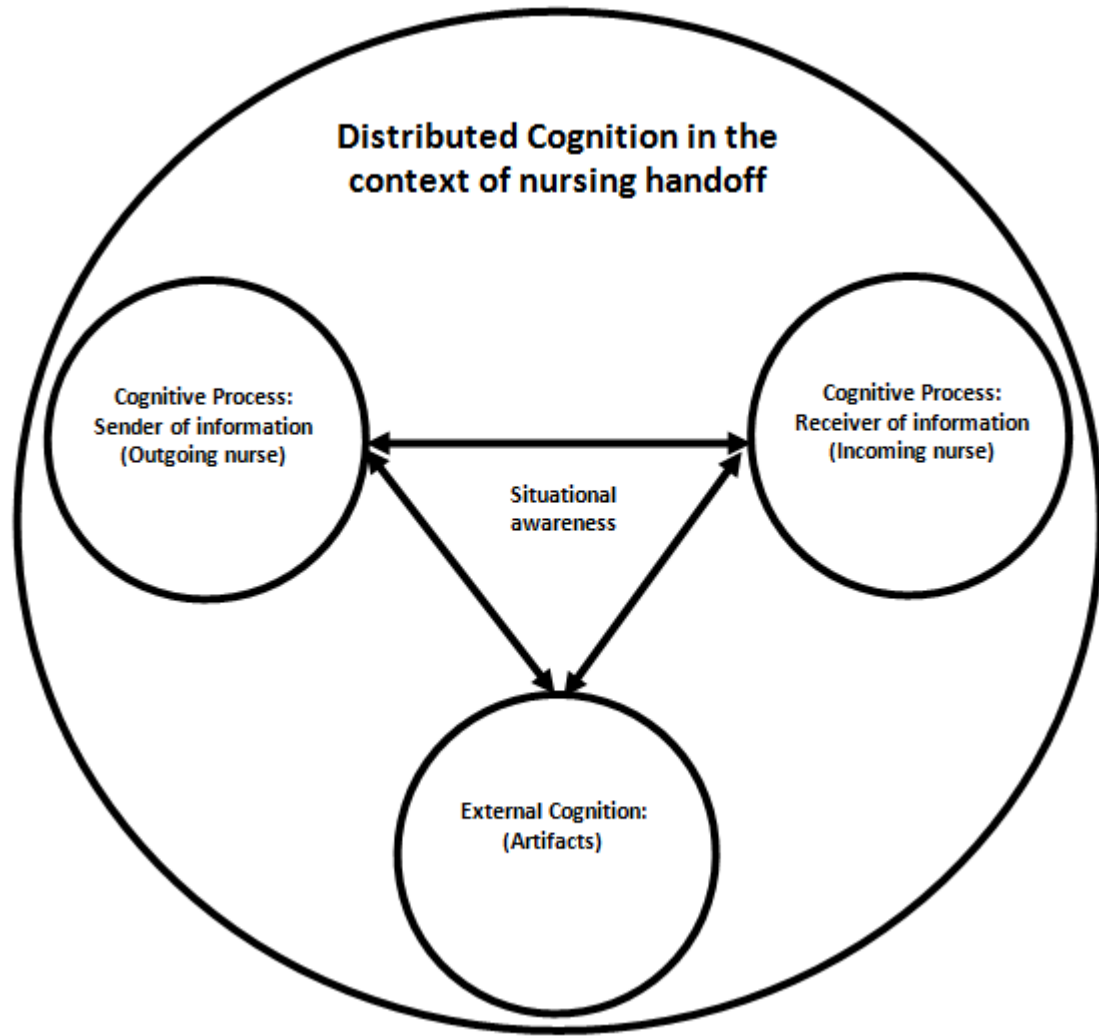 Distributed Cognition in the
context of nursing handoff
Cognitive Process:
Sender of information
(Outgoing nurse)
Cognitive Process:
Receiver of information
(Incoming nurse)
Situational
awareness
External Cognition:
(Artifacts)